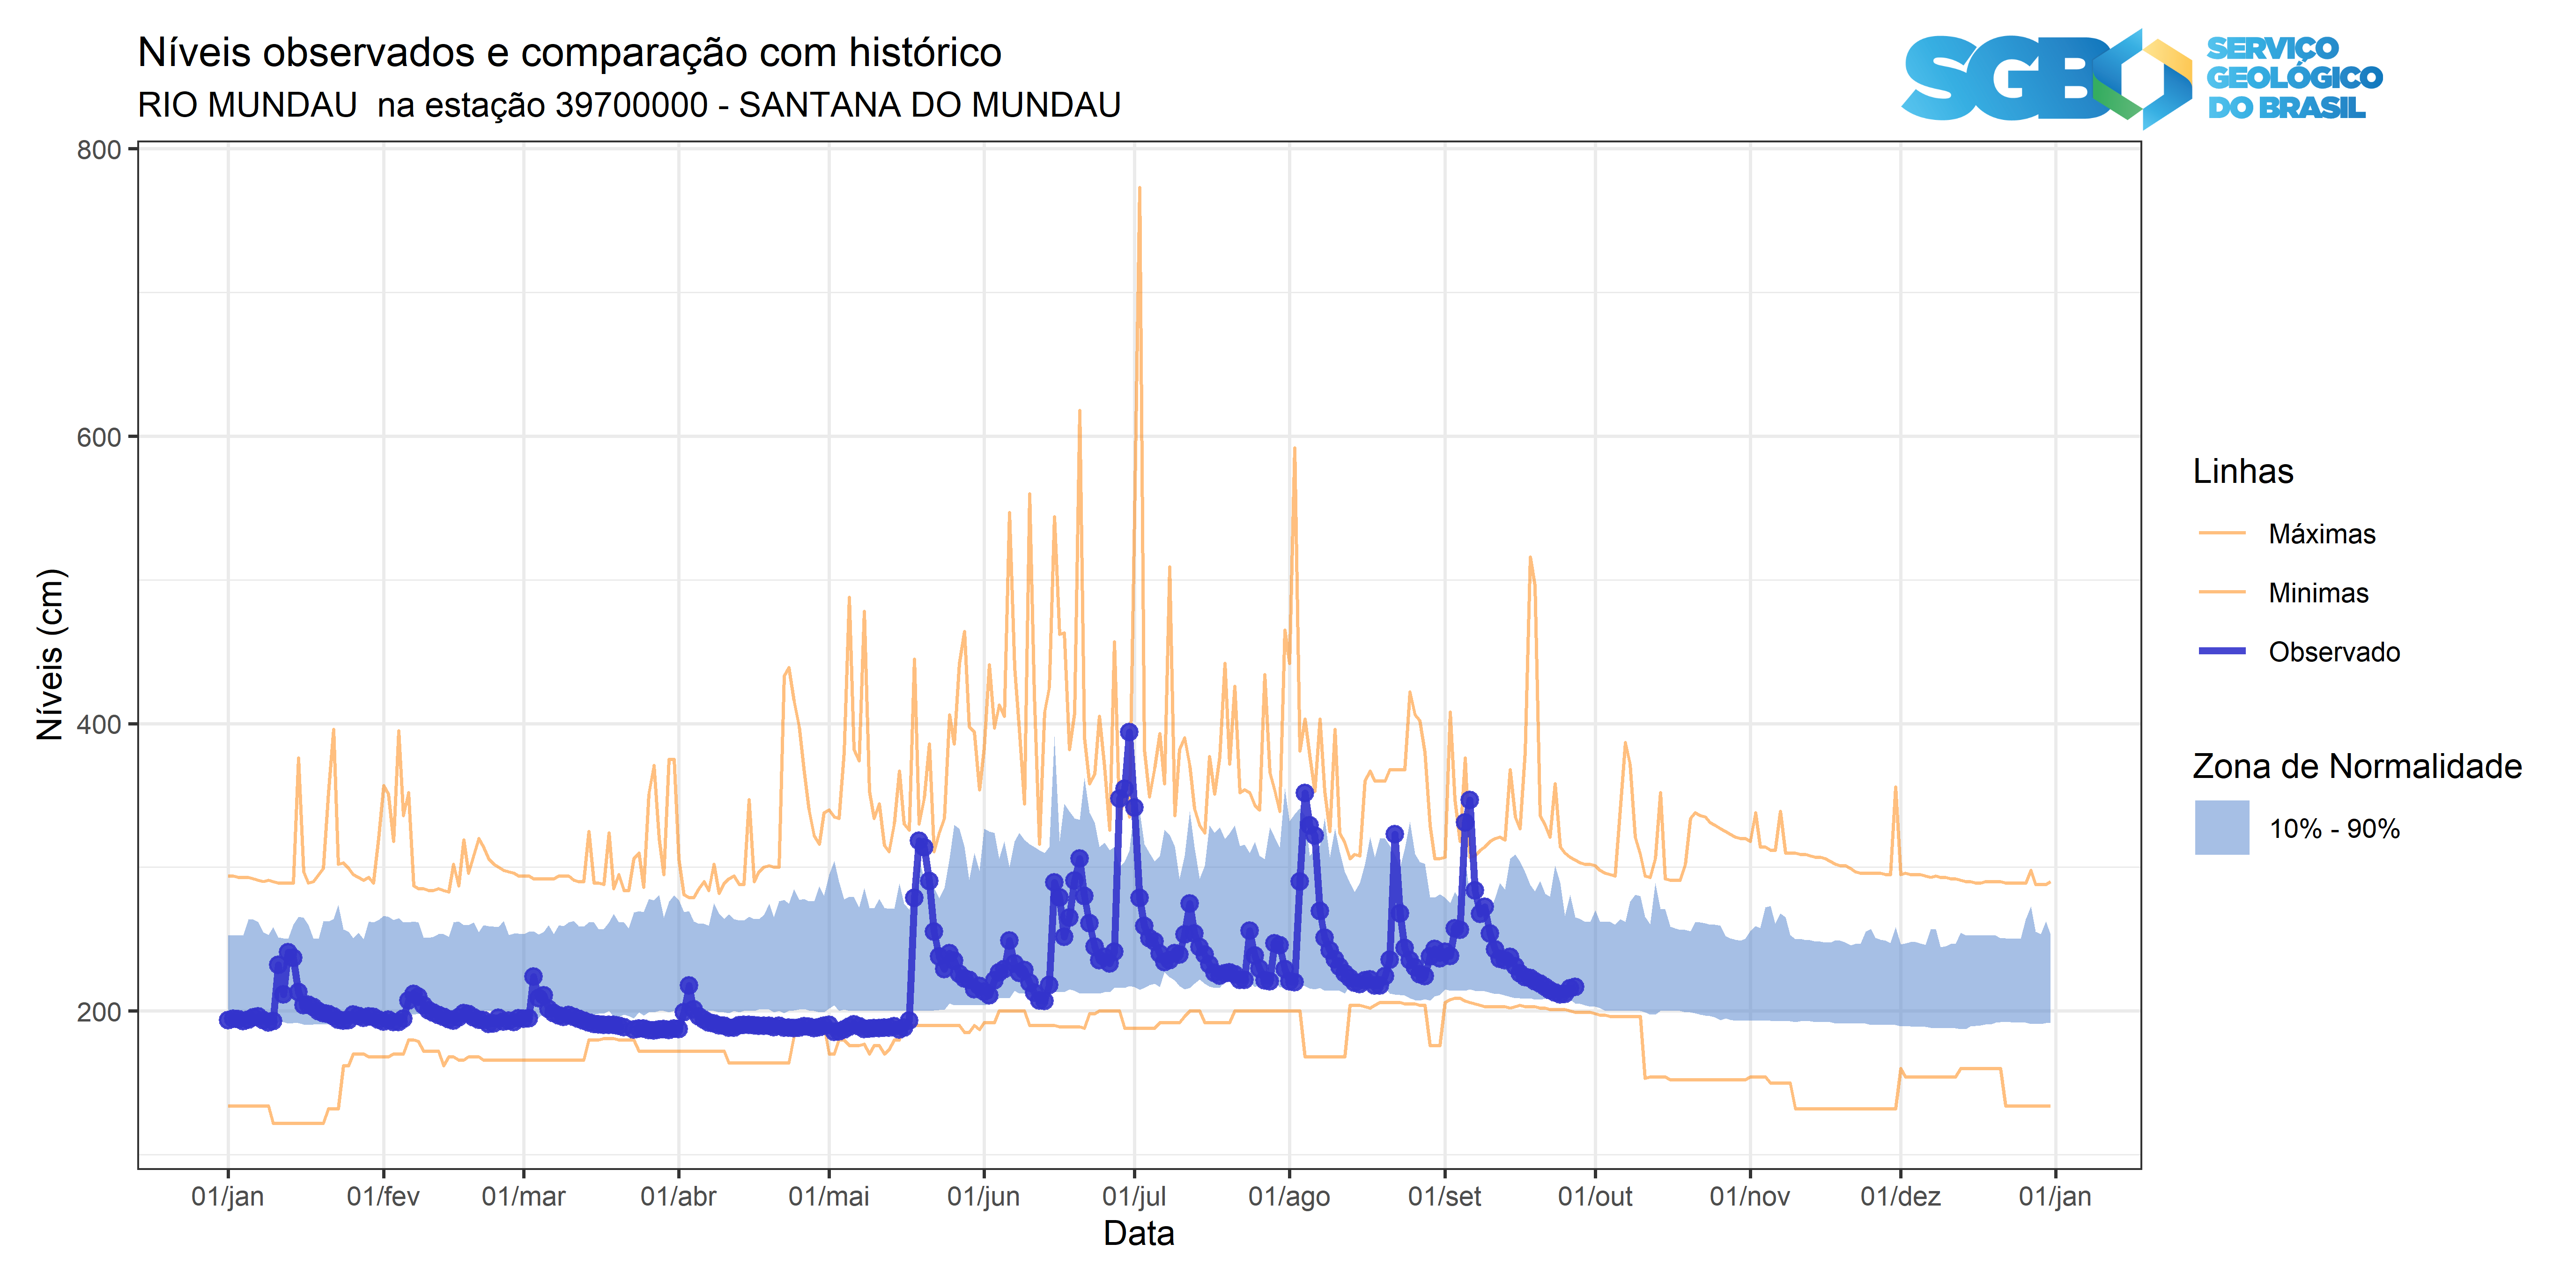 Níveis observados e comparação com histórico
RIO MUNDAU  na estação 39700000 - SANTANA DO MUNDAU
SGB
SERVIÇO
GEOLÓGICO
DO BRASIL
Níveis (cm)
800
600
400
200
01/jan 01/fev 01/mar 01/abr 01/mai 01/jun 01/jul 01/ago 01/set 01/out 01/nov 01/dez 01/jan
Data
Linhas
Máximas
Minimas
Observado
Zona de Normalidade
10% - 90%